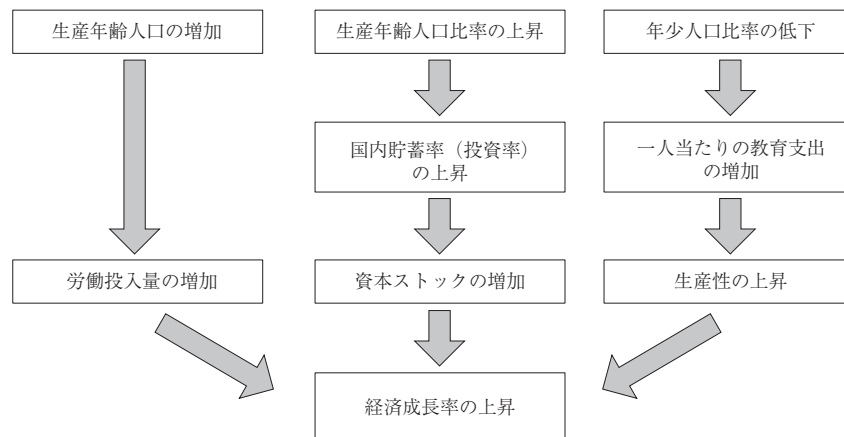 生産年齢人口の増加
生産年齢人口比率の上昇
年少人口比率の低下
国内貯蓄率（投資率）
の上昇
一人当たりの教育支出
の増加
労働投入量の増加
資本ストックの増加
生産性の上昇
経済成長率の上昇